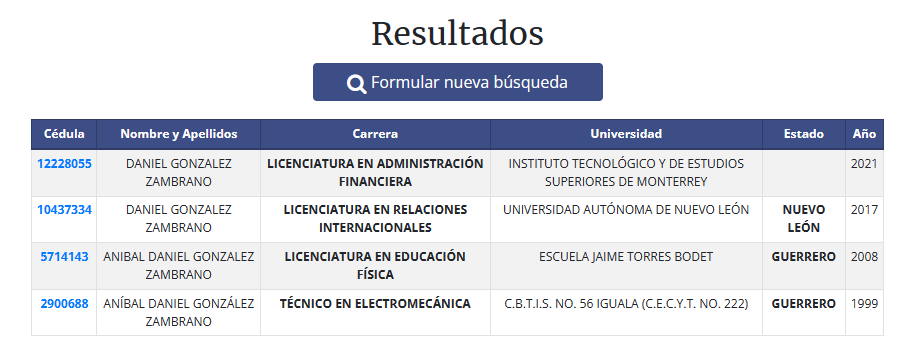 Resultados
Formular nueva búsqueda
Cédula Nombre y Apellidos Carrera Universidad Estado Año
12228055 DANIEL GONZALEZ ZAMBRANO LICENCIATURA EN ADMINISTRACIÓN FINANCIERA INSTITUTO TECNOLÓGICO Y DE ESTUDIOS SUPERIORES DE MONTERREY 2021
10437334 DANIEL GONZALEZ ZAMBRANO LICENCIATURA EN RELACIONES INTERNACIONALES UNIVERSIDAD AUTÓNOMA DE NUEVO LEÓN NUEVO LEÓN 2017
5714143 ANIBAL DANIEL GONZALEZ ZAMBRANO LICENCIATURA EN EDUCACIÓN FÍSICA ESCUELA JAIME TORRES BODET GUERRERO 2008
2900688 ANÍBAL DANIEL GONZÁLEZ ZAMBRANO TÉCNICO EN ELECTROMECÁNICA C.B.T.I.S. NO. 56 IGUALA (C.E.C.Y.T. NO. 222) GUERRERO 1999